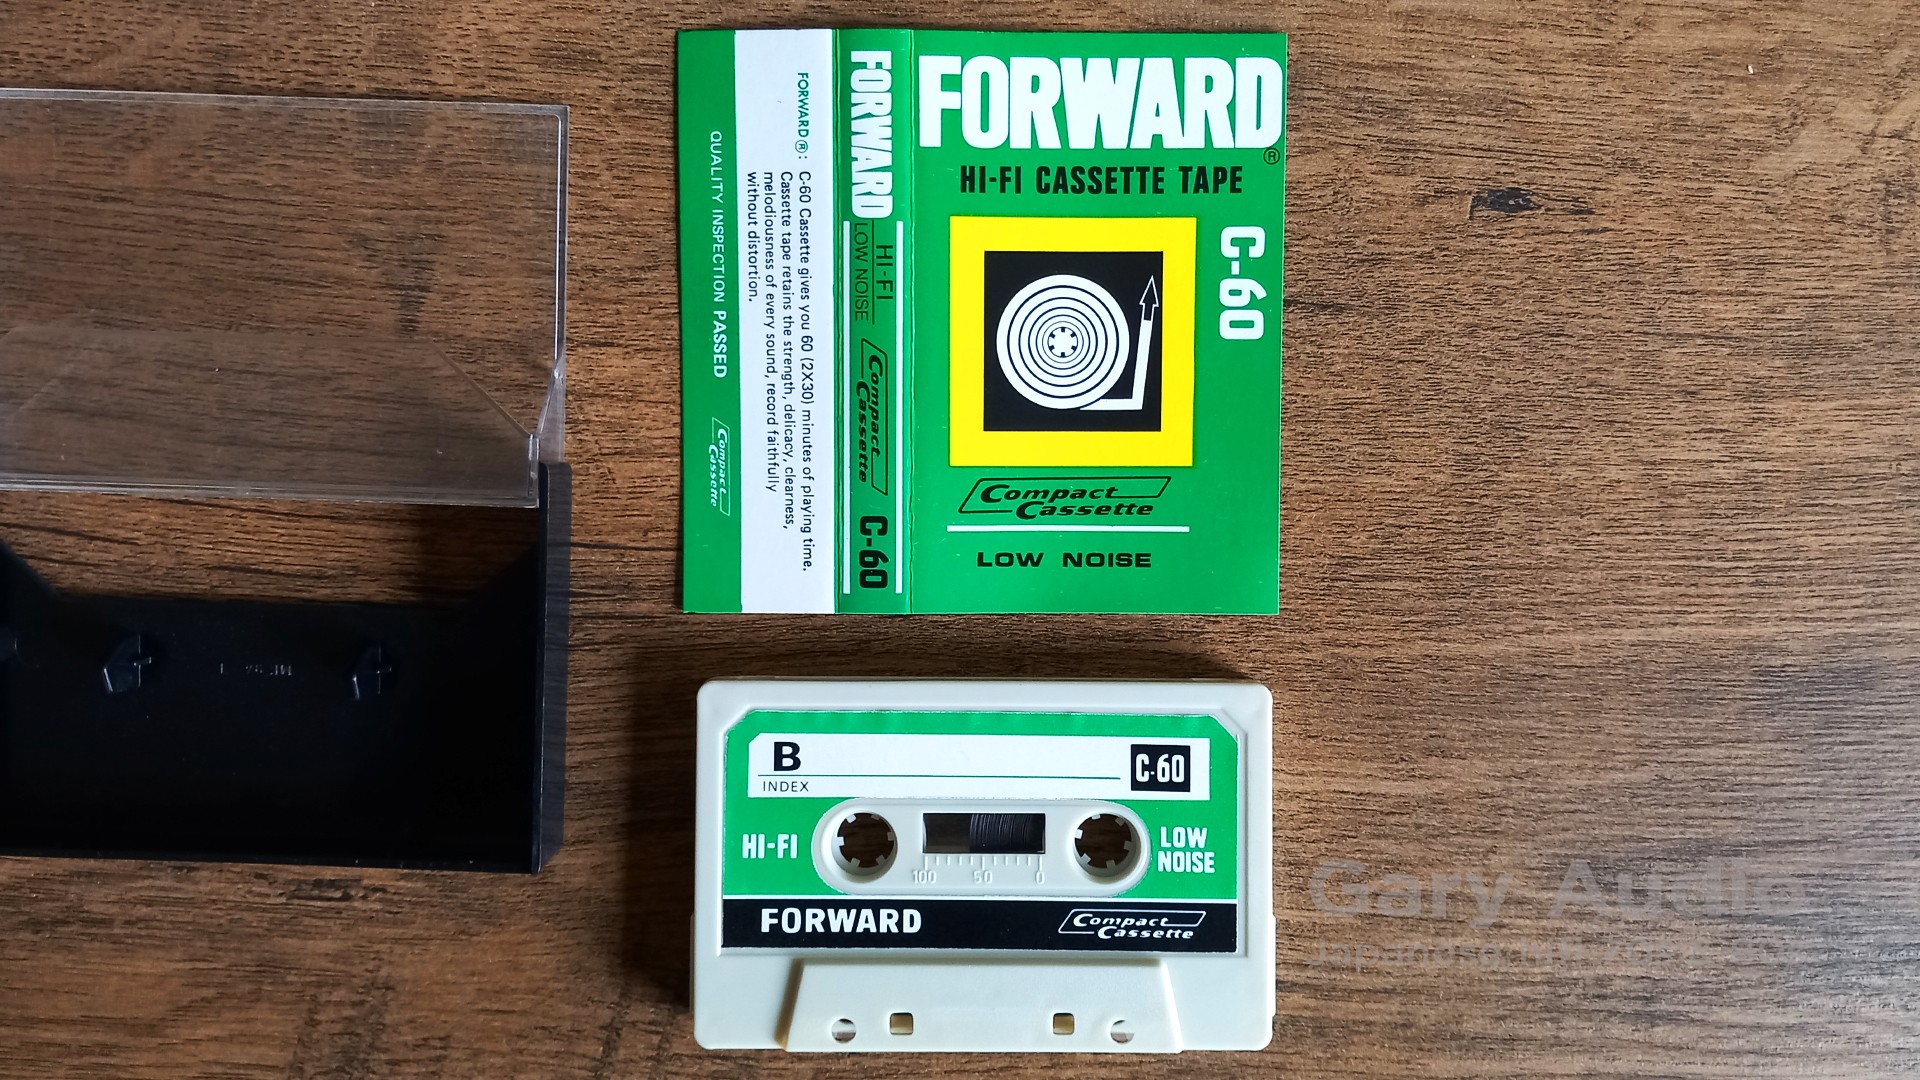 FORWARD
®
HI-FI CASSETTE TAPE
C-60
Compact
Cassette
LOW NOISE
FORWARD
HI-FI
LOW NOISE
Compact
Cassette
C-60
FORWARD®: C-60 Cassette gives you 60 (2X30) minutes of playing time.
Cassette tape retains the strength, delicacy, clearness,
melodiousness of every sound, record faithfully
without distortion.
QUALITY INSPECTION PASSED
Compact
Cassette
B
INDEX
C-60
HI-FI
LOW
NOISE
100 50 0
FORWARD
Compact
Cassette
Gary Audio